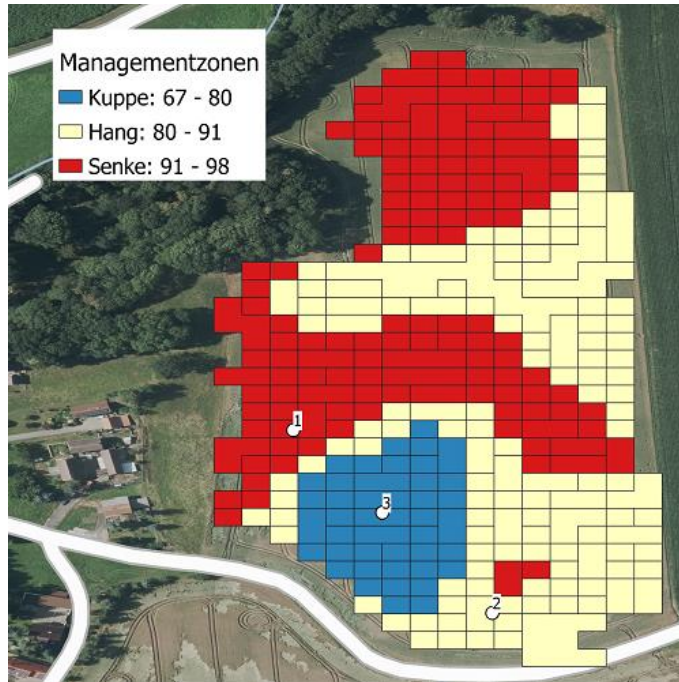 Managementzonen
Kuppe: 67 - 80
Hang: 80 - 91
Senke: 91 - 98
1
3
2